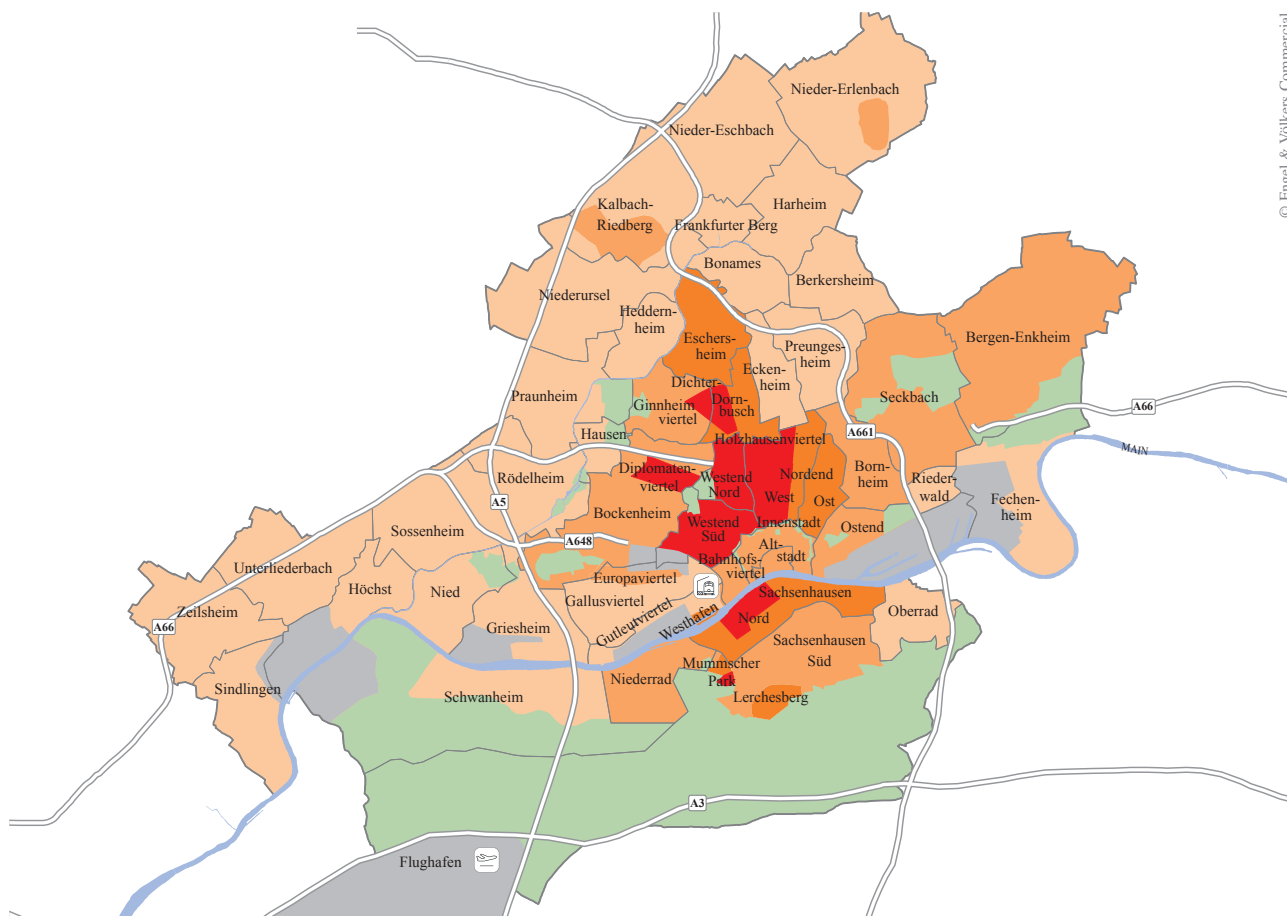 © Engel & Völkers Commercial
Nieder-Erlenbach
Nieder-Eschbach
Kalbach-
Riedberg
Harheim
Frankfurter Berg
Bonames
Berkersheim
Niederursel
Heddern-
heim
Eschers-
heim
Preunges-
heim
Bergen-Enkheim
Ecken-
heim
Dichter-
viertel
Ginnheim
Dorn-
busch
Praunheim
Seckbach
A66
Hausen
Holzhausenviertel
A661
MAIN
Rödelheim
Diplomaten-
viertel
Westend
Nord
Nordend
West
Ost
Born-
heim
Rieder-
wald
Fechen-
heim
A5
Bockenheim
Westend
Süd
Innenstadt
Ostend
Sossenheim
A648
Alt-
stadt
Bahnhofs-
viertel
Unterliederbach
Höchst
Nied
Europaviertel
Gallusviertel
Gutleutviertel
Westhafen
Sachsenhausen
Nord
Oberrad
Zeilsheim
A66
Griesheim
Sachsenhausen
Süd
Mummscher
Park
Sindlingen
Schwanheim
Niederrad
Lerchesberg
A3
Flughafen